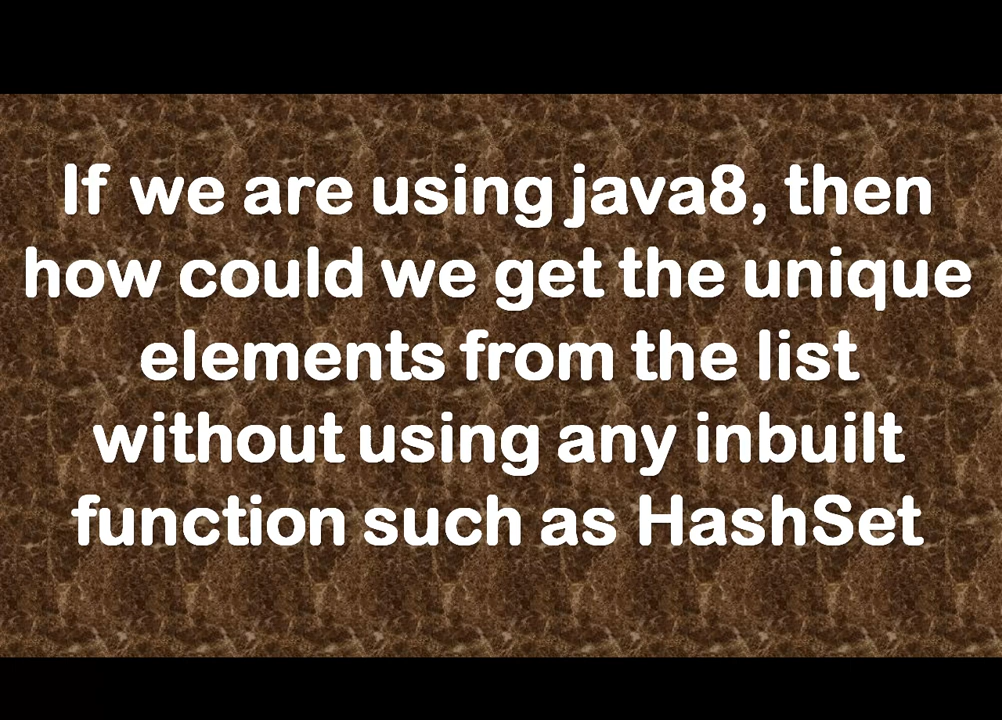 If we are using java8, then
how could we get the unique
elements from the list
without using any inbuilt
function such as HashSet